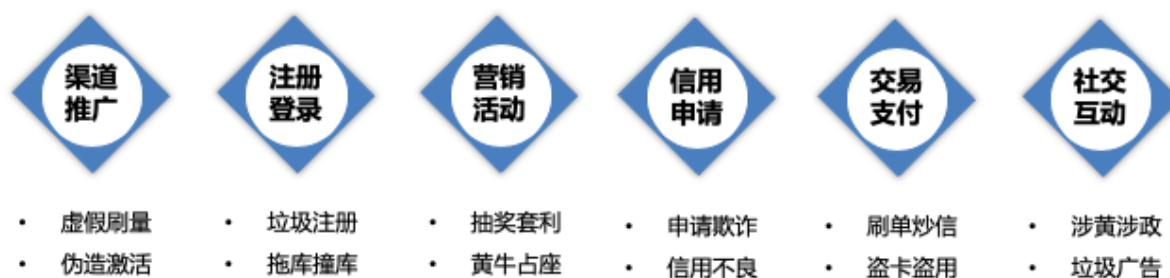 渠道
推广
注册
登录
营销
活动
信用
申请
交易
支付
社交
互动
• 虚假刷量
• 伪造激活
• 垃圾注册
• 拖库撞库
• 抽奖套利
• 黄牛占座
• 申请欺诈
• 信用不良
• 刷单炒信
• 盗卡盗用
• 涉黄涉政
• 垃圾广告